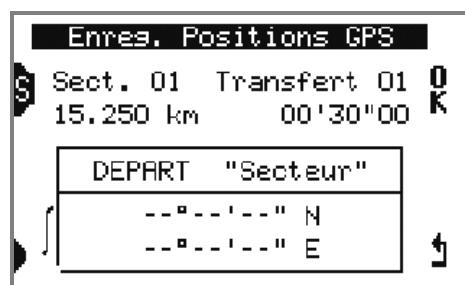 Enreg. Positions GPS
S
Sect. 01 Transfert 01
OK
15.250 km 00'30"00
DEPART "Secteur"
--°--'--" N
--°--'--" E